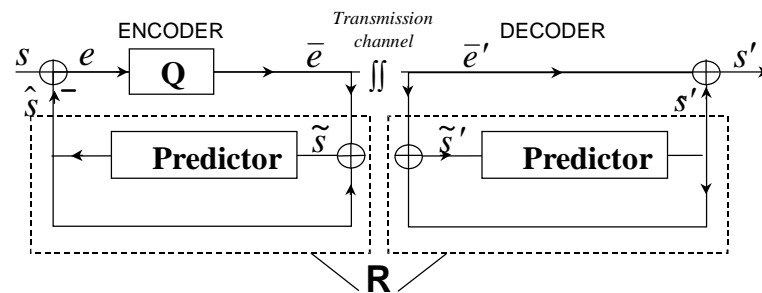 Transmission
channel
ENCODER
DECODER
s
e
Q
e̅
e̅′
s′
ŝ
−
s′
Predictor
s̃
s̃′
Predictor
R